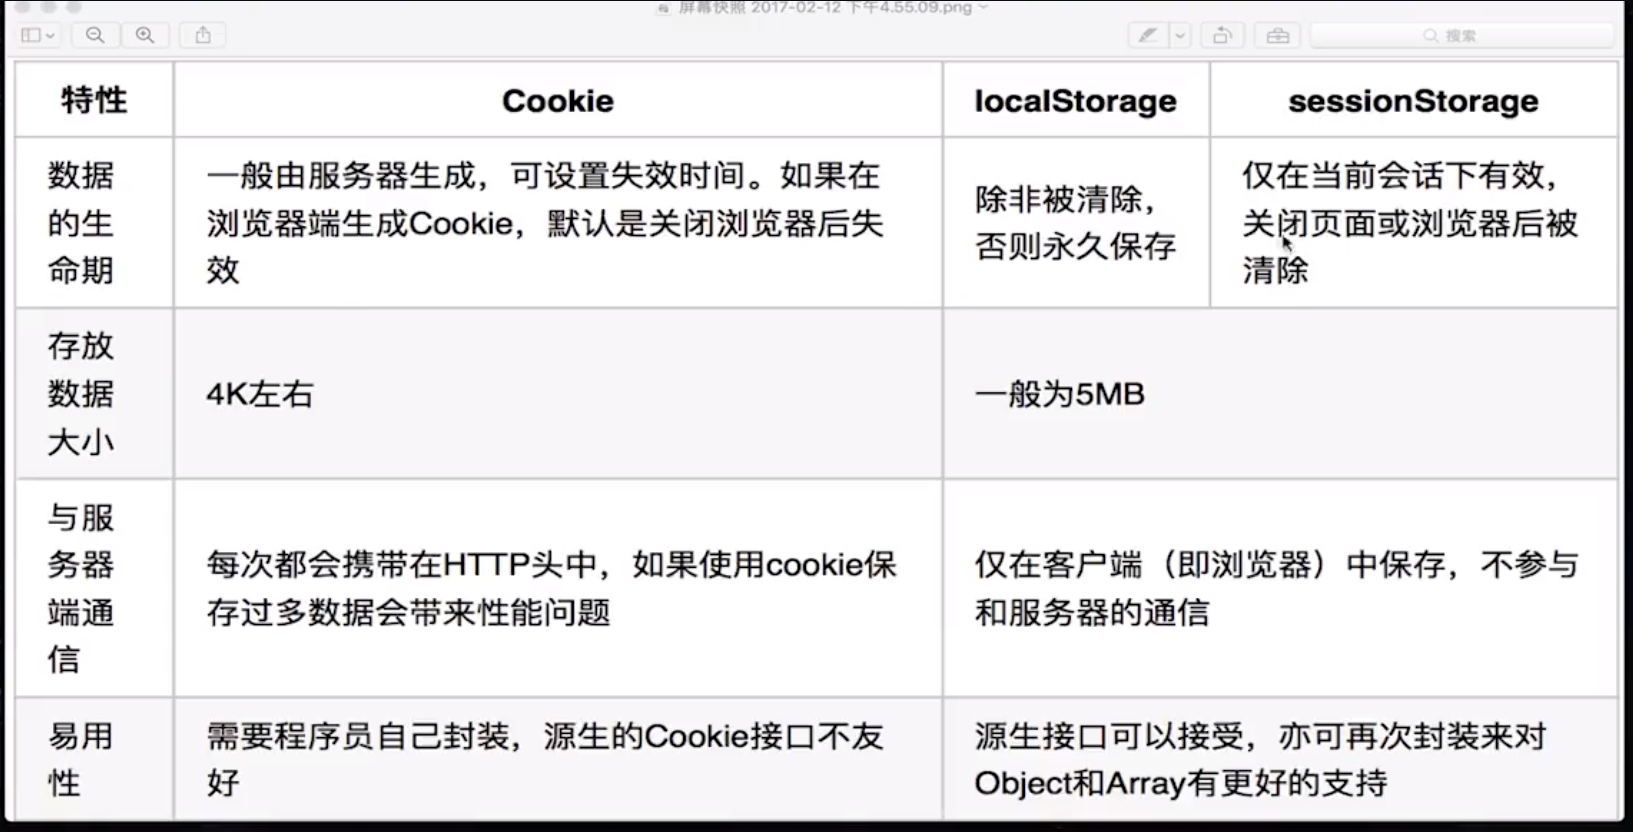 屏幕快照 2017-02-12 下午4.55.09.png
搜索
特性
Cookie
localStorage
sessionStorage
数据
的生
命期
一般由服务器生成，可设置失效时间。如果在
浏览器端生成Cookie，默认是关闭浏览器后失
效
除非被清除，
否则永久保存
仅在当前会话下有效，
关闭页面或浏览器后被
清除
存放
数据
大小
4K左右
一般为5MB
与服
务器
端通
信
每次都会携带在HTTP头中，如果使用cookie保
存过多数据会带来性能问题
仅在客户端（即浏览器）中保存，不参与
和服务器的通信
易用
性
需要程序员自己封装，源生的Cookie接口不友
好
源生接口可以接受，亦可再次封装来对
Object和Array有更好的支持